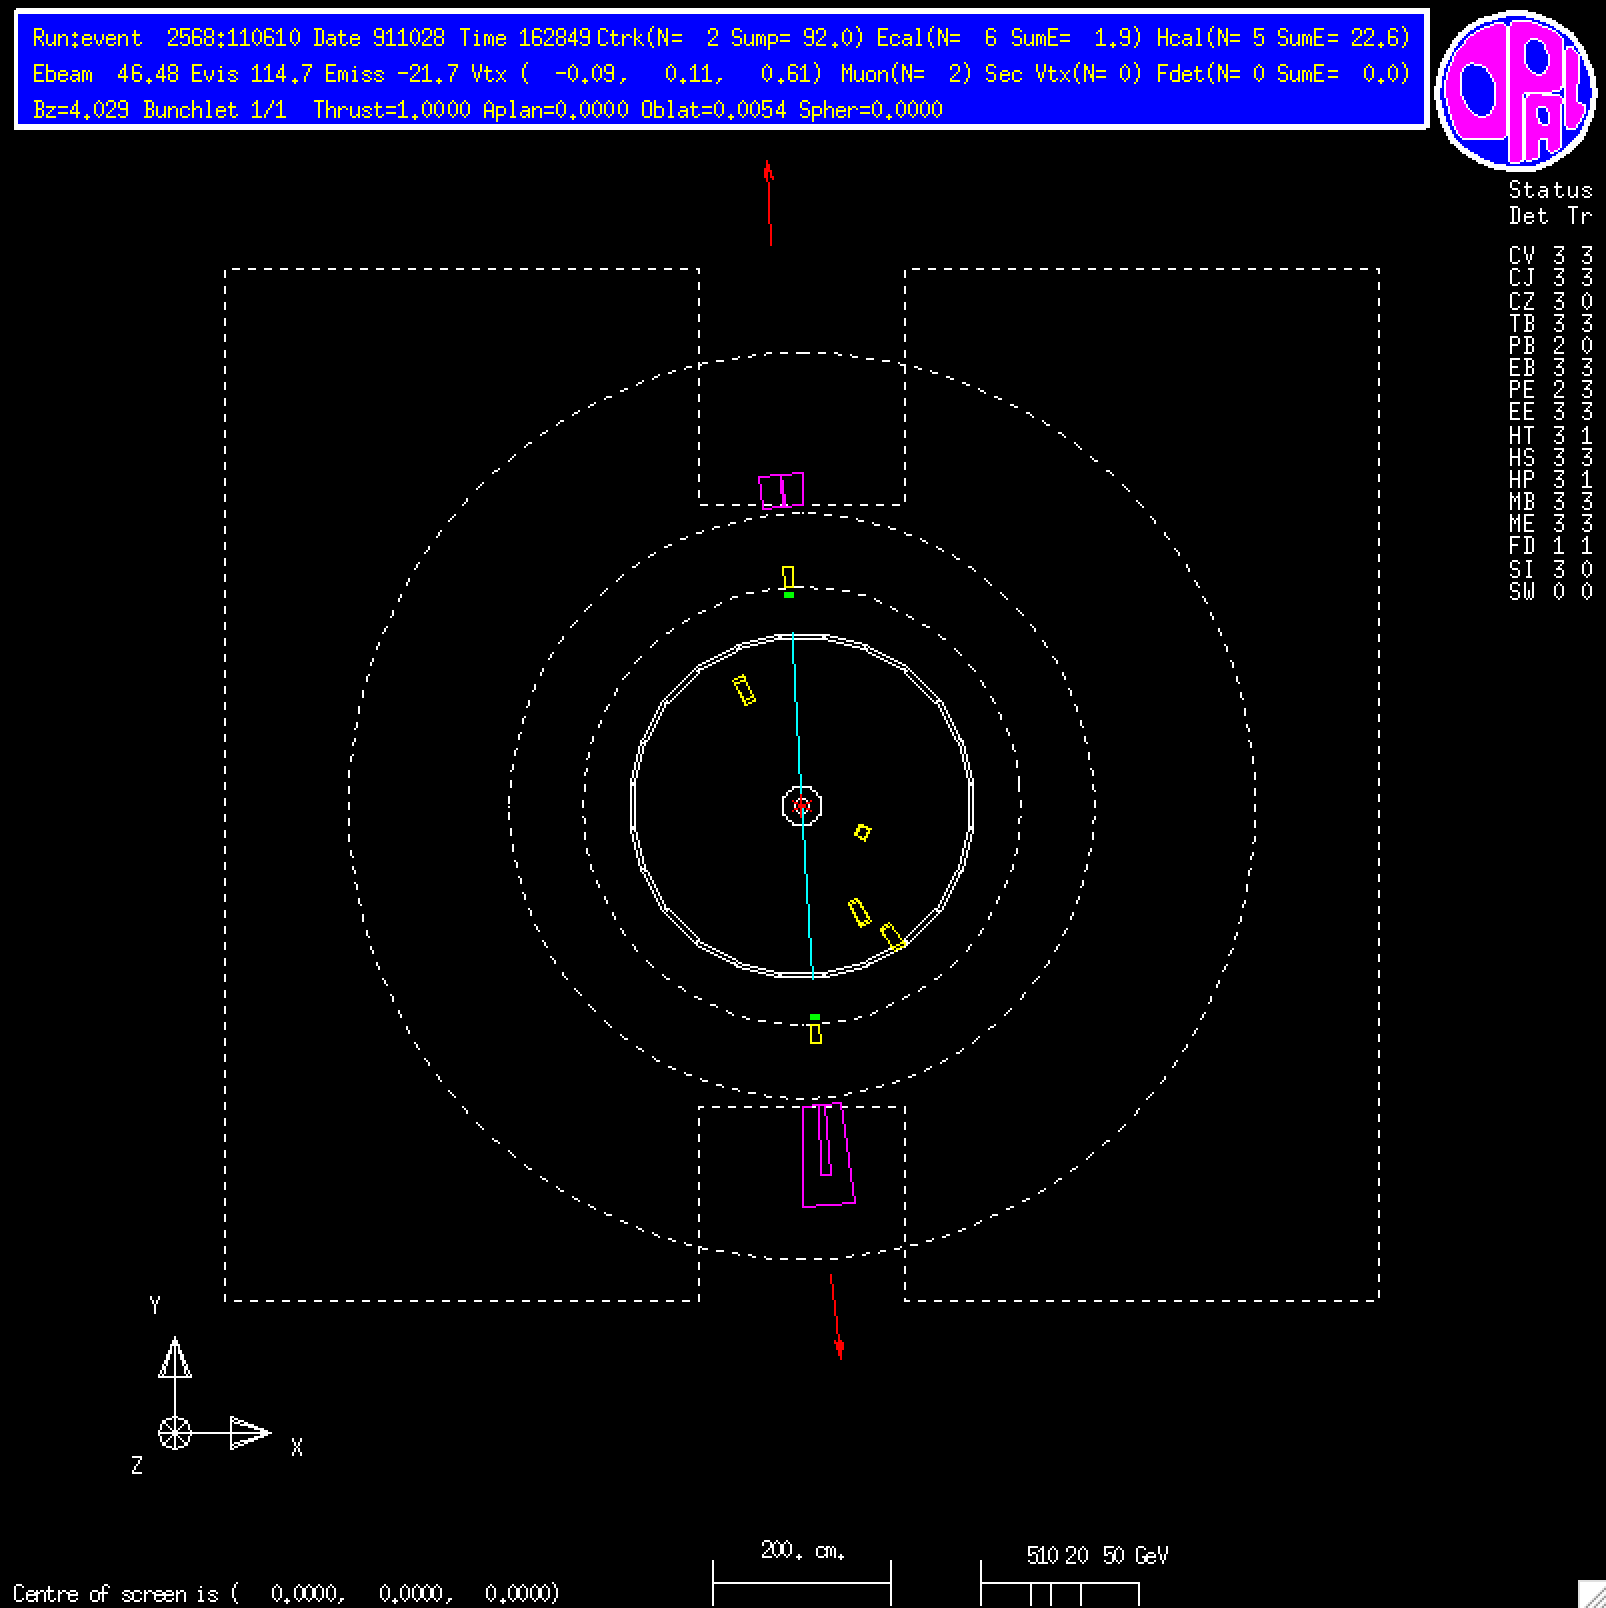 Run:event 2568:110610 Date 911028 Time 162849 Ctrk(N= 2 Sump= 92.0) Ecal(N= 6 SumE= 1.9) Hcal(N= 5 SumE= 22.6)
Ebeam 46.48 Evis 114.7 Emiss -21.7 Vtx ( -0.09, 0.11, 0.61) Muon(N= 2) Sec Vtx(N= 0) Fdet(N= 0 SumE= 0.0)
Bz=4.029 Bunchlet 1/1 Thrust=1.0000 Aplan=0.0000 Oblat=0.0054 Spher=0.0000
OPAL
Status
Det Tr
CV 3 3
CJ 3 3
CZ 3 0
TB 3 3
PB 2 0
EB 3 3
PE 2 3
EE 3 3
HT 3 1
HS 3 3
HP 3 1
MB 3 3
ME 3 3
FD 1 1
SI 3 0
SW 0 0
Y
X
Z
200. cm.
510 20 50 GeV
Centre of screen is ( 0.0000, 0.0000, 0.0000)